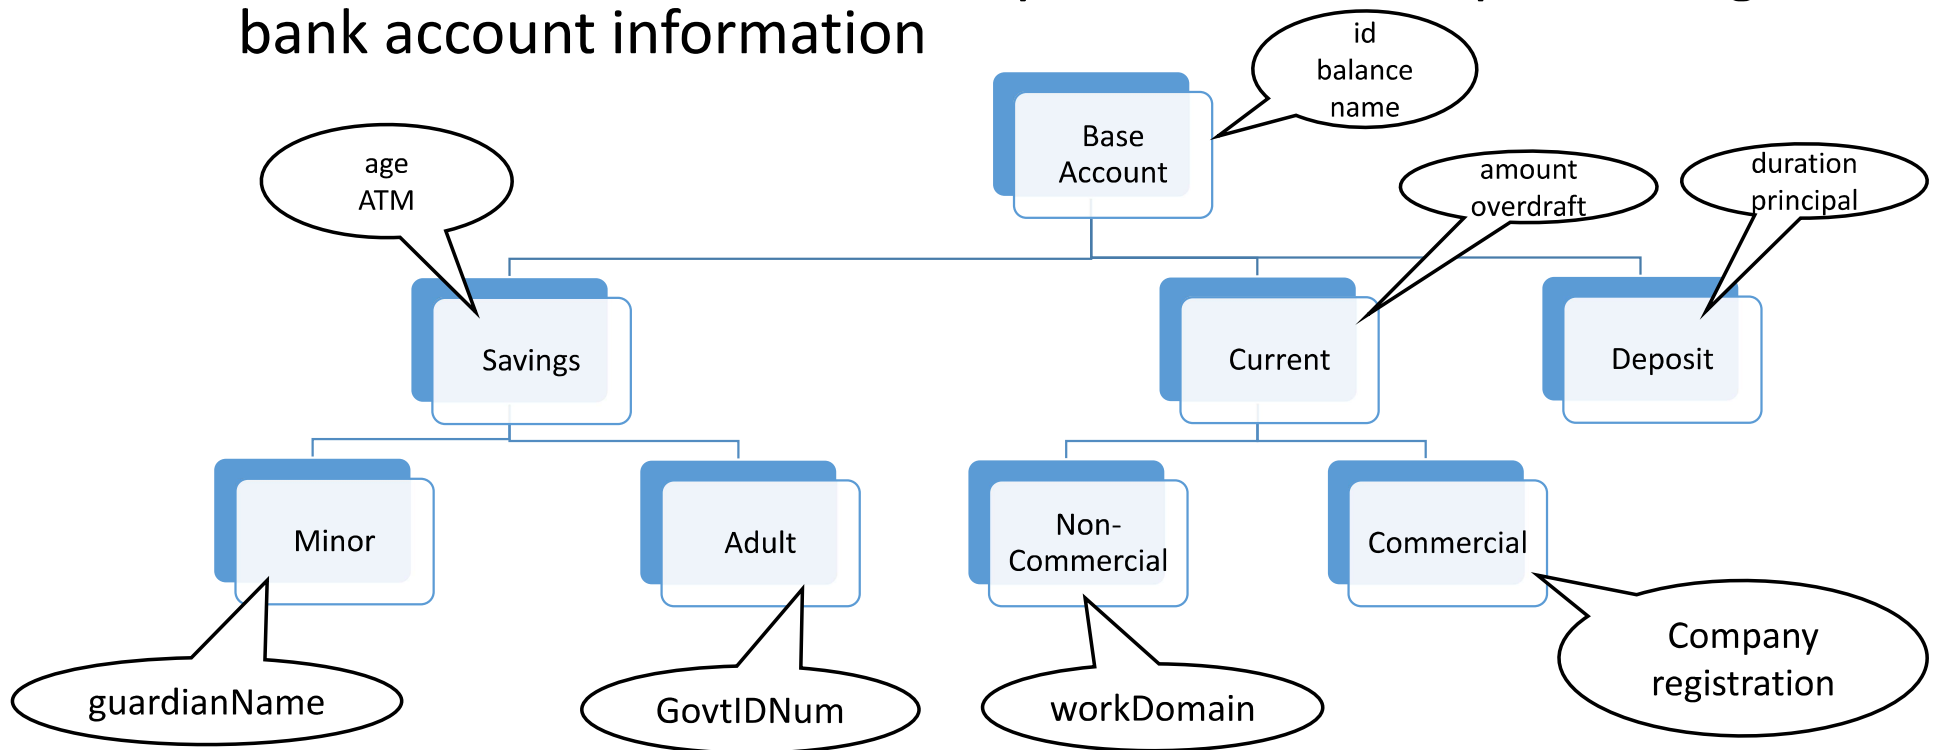 bank account information
id
balance
name
Base
Account
age
ATM
amount
overdraft
duration
principal
Savings
Current
Deposit
Minor
Adult
Non-
Commercial
Commercial
guardianName
GovtIDNum
workDomain
Company
registration